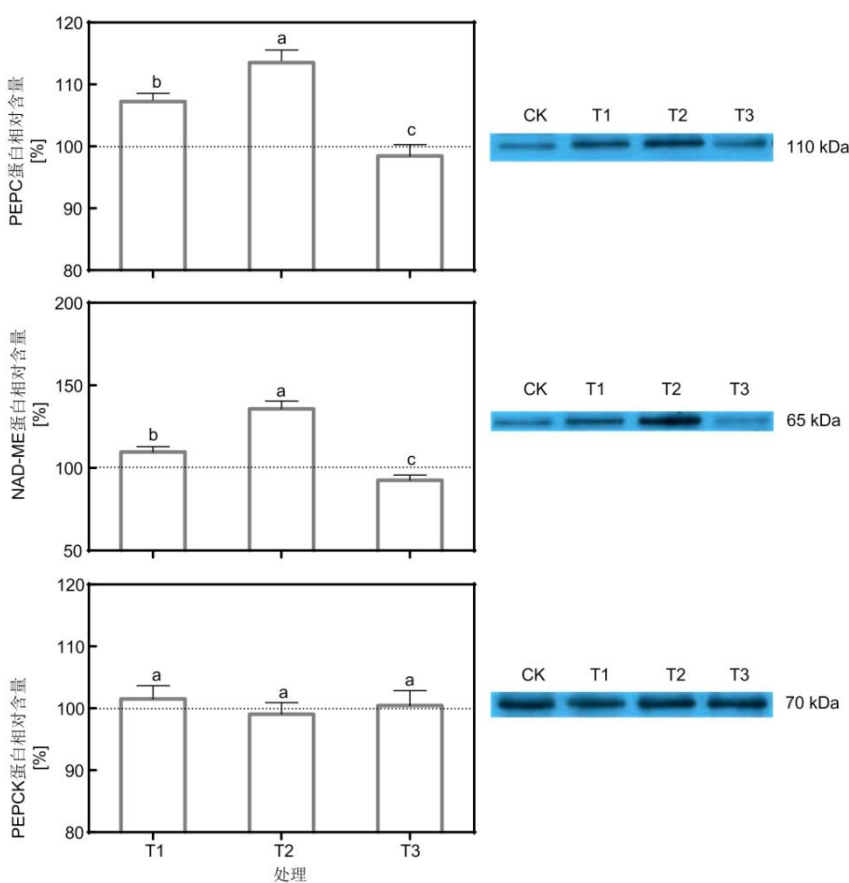 PEPC蛋白相对含量
[%]
120
110
100
90
80
b
a
c
CK T1 T2 T3
110 kDa
NAD-ME蛋白相对含量
[%]
200
150
100
50
b
a
c
CK T1 T2 T3
65 kDa
PEPCK蛋白相对含量
[%]
120
110
100
90
80
a
a
a
T1 T2 T3
处理
CK T1 T2 T3
70 kDa